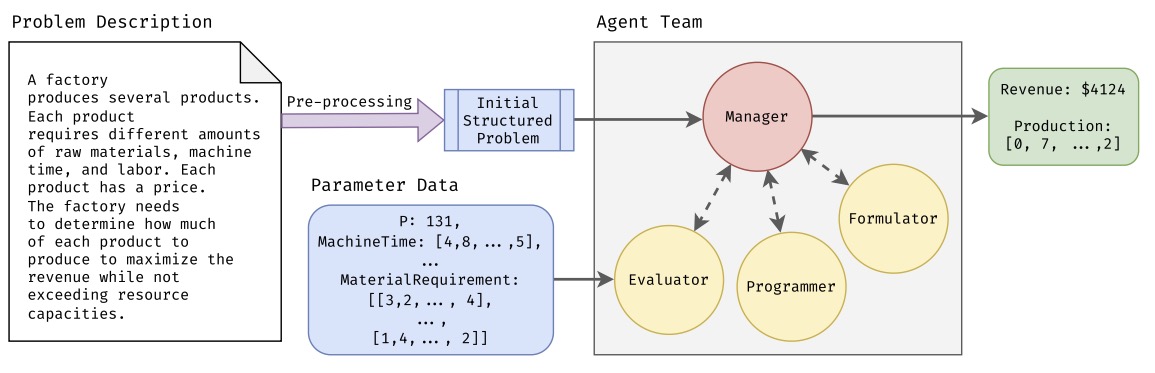 Problem Description
A factory
produces several products.
Each product
requires different amounts
of raw materials, machine
time, and labor. Each
product has a price.
The factory needs
to determine how much
of each product to
produce to maximize the
revenue while not
exceeding resource
capacities.
Pre-processing
Initial
Structured
Problem
Parameter Data
P: 131,
MachineTime: [4,8,...,5],
...
MaterialRequirement:
[[3,2,..., 4],
...,
[1,4,..., 2]]
Agent Team
Manager
Formulator
Evaluator
Programmer
Revenue: $4124
Production:
[0, 7, ...,2]